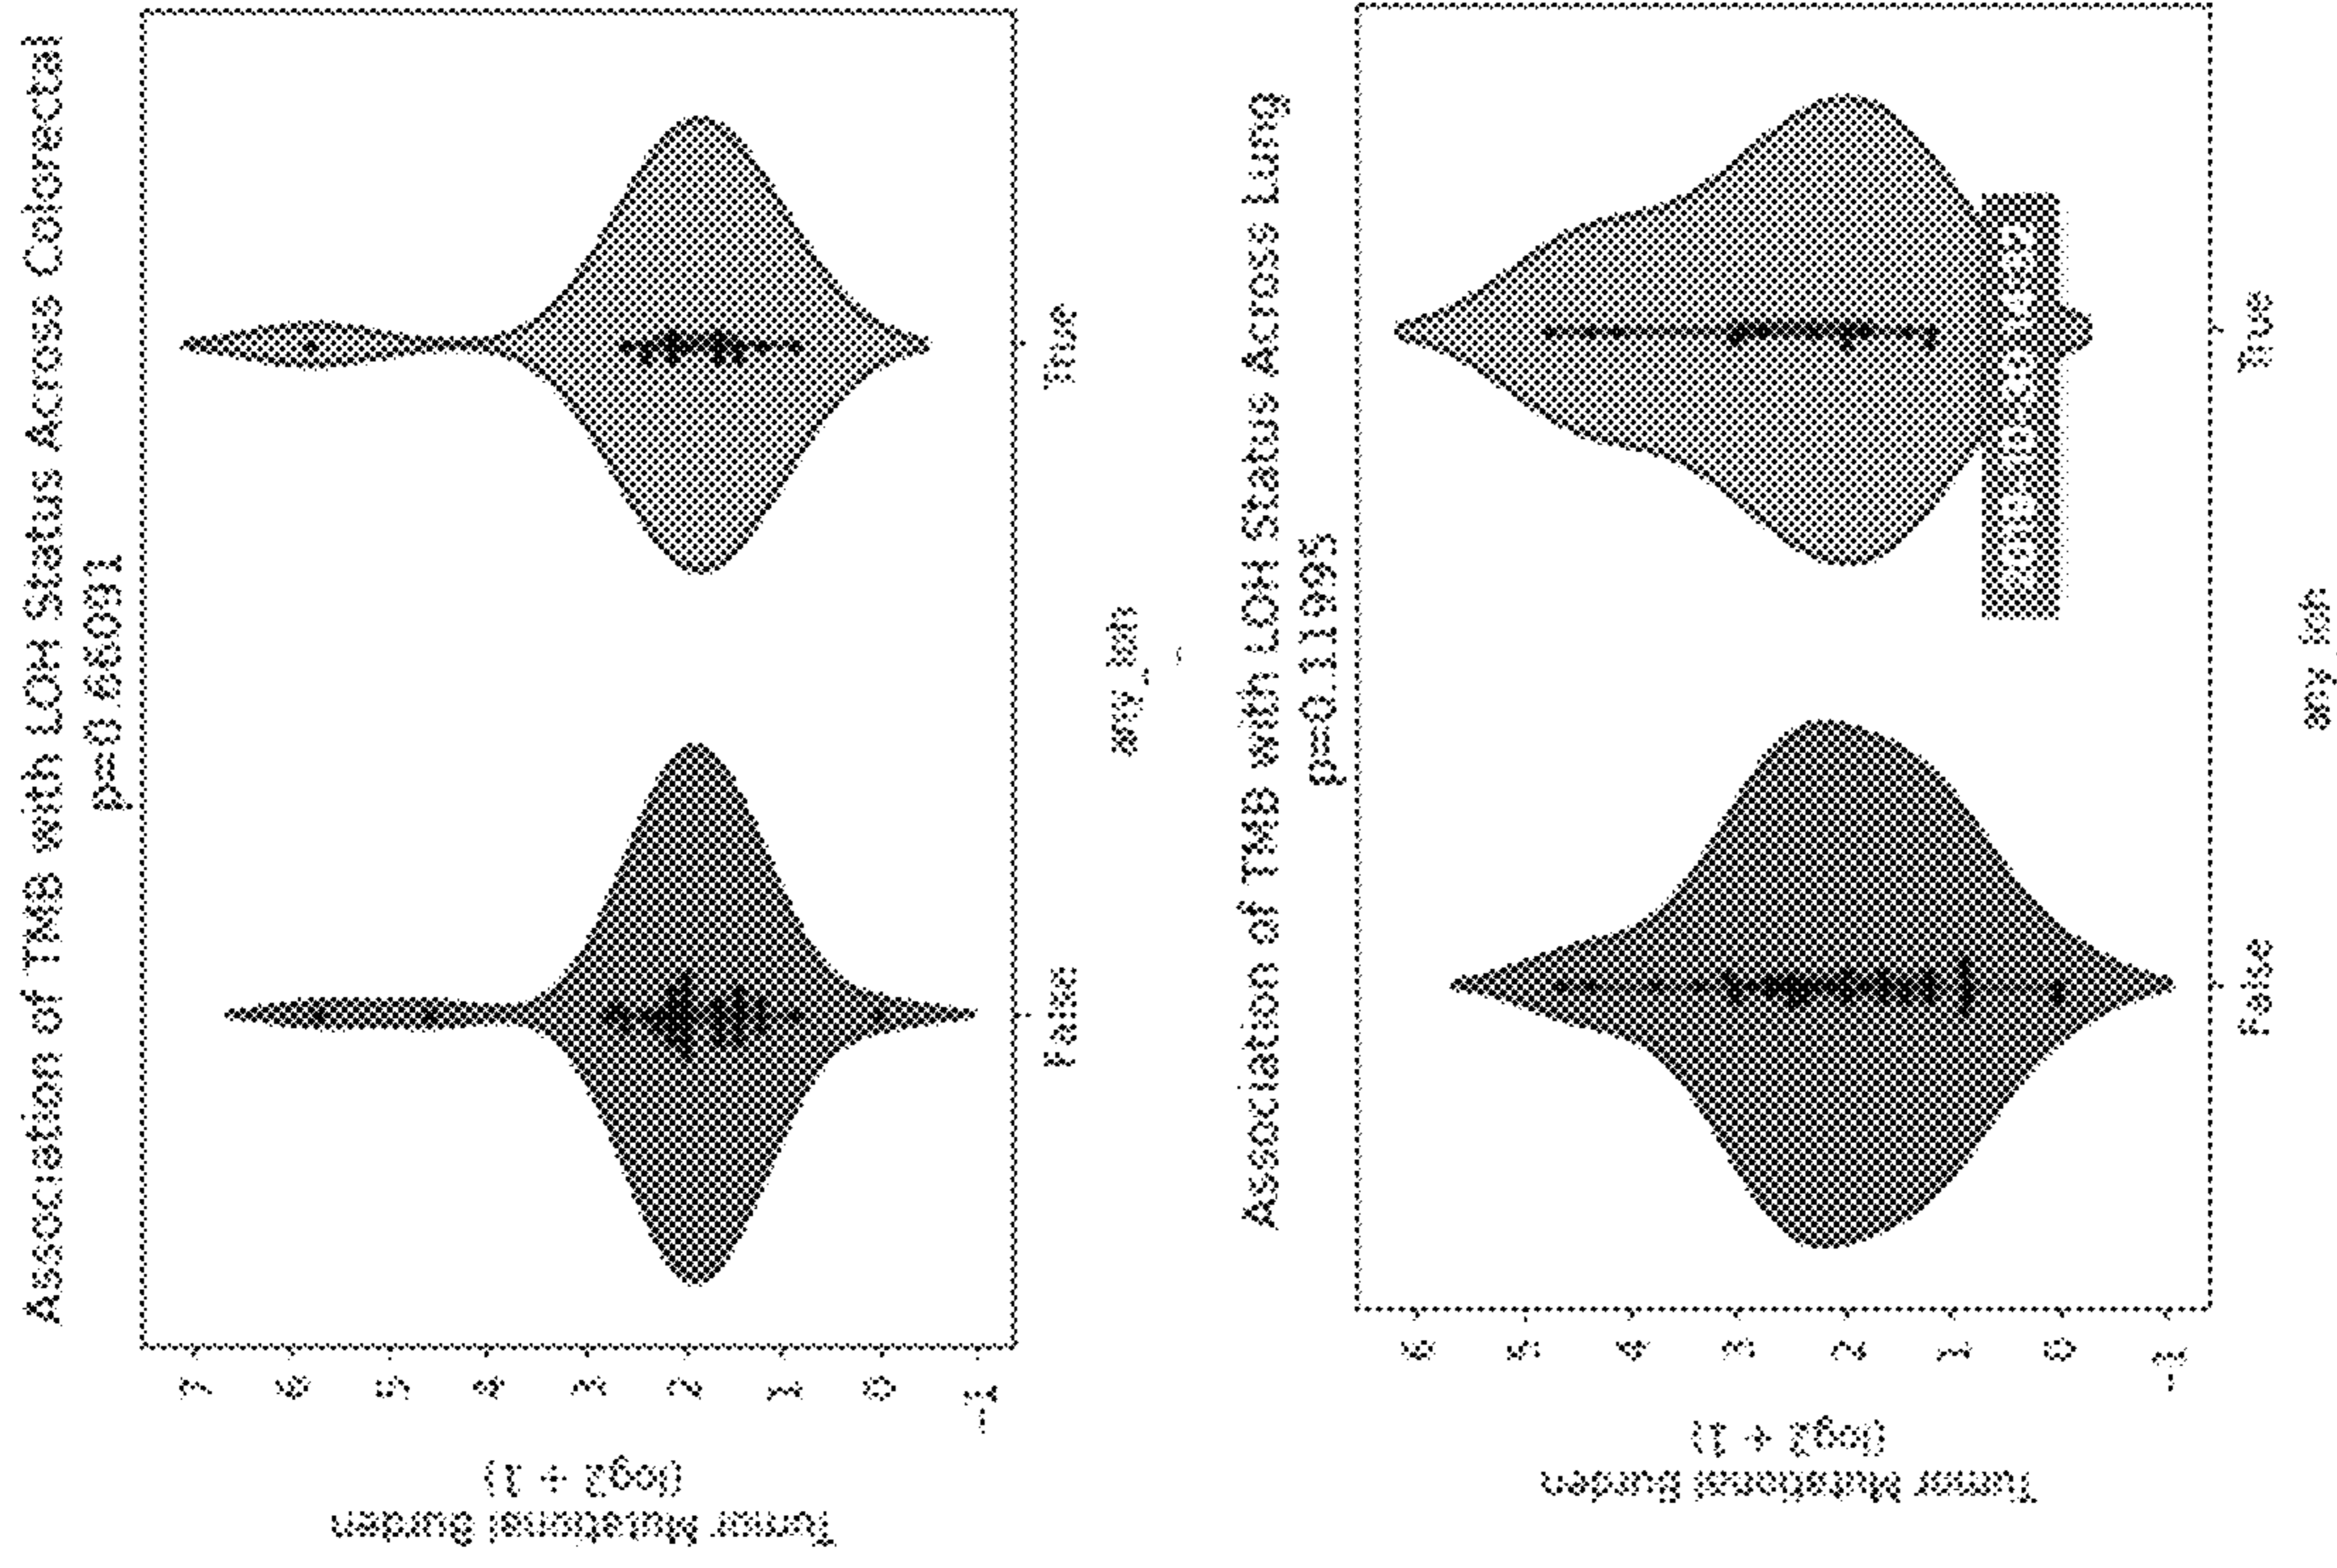 Association of TMB with LOH Status Across Colorectal
p=0.66091
Tumor Mutational Burden
(log2 + 1)
7
6
5
4
3
2
1
0
-1
False
True
any_loh
Association of TMB with LOH Status Across Lung
p=0.11995
Tumor Mutational Burden
(log2 + 1)
6
5
4
3
2
1
0
-1
False
True
any_loh